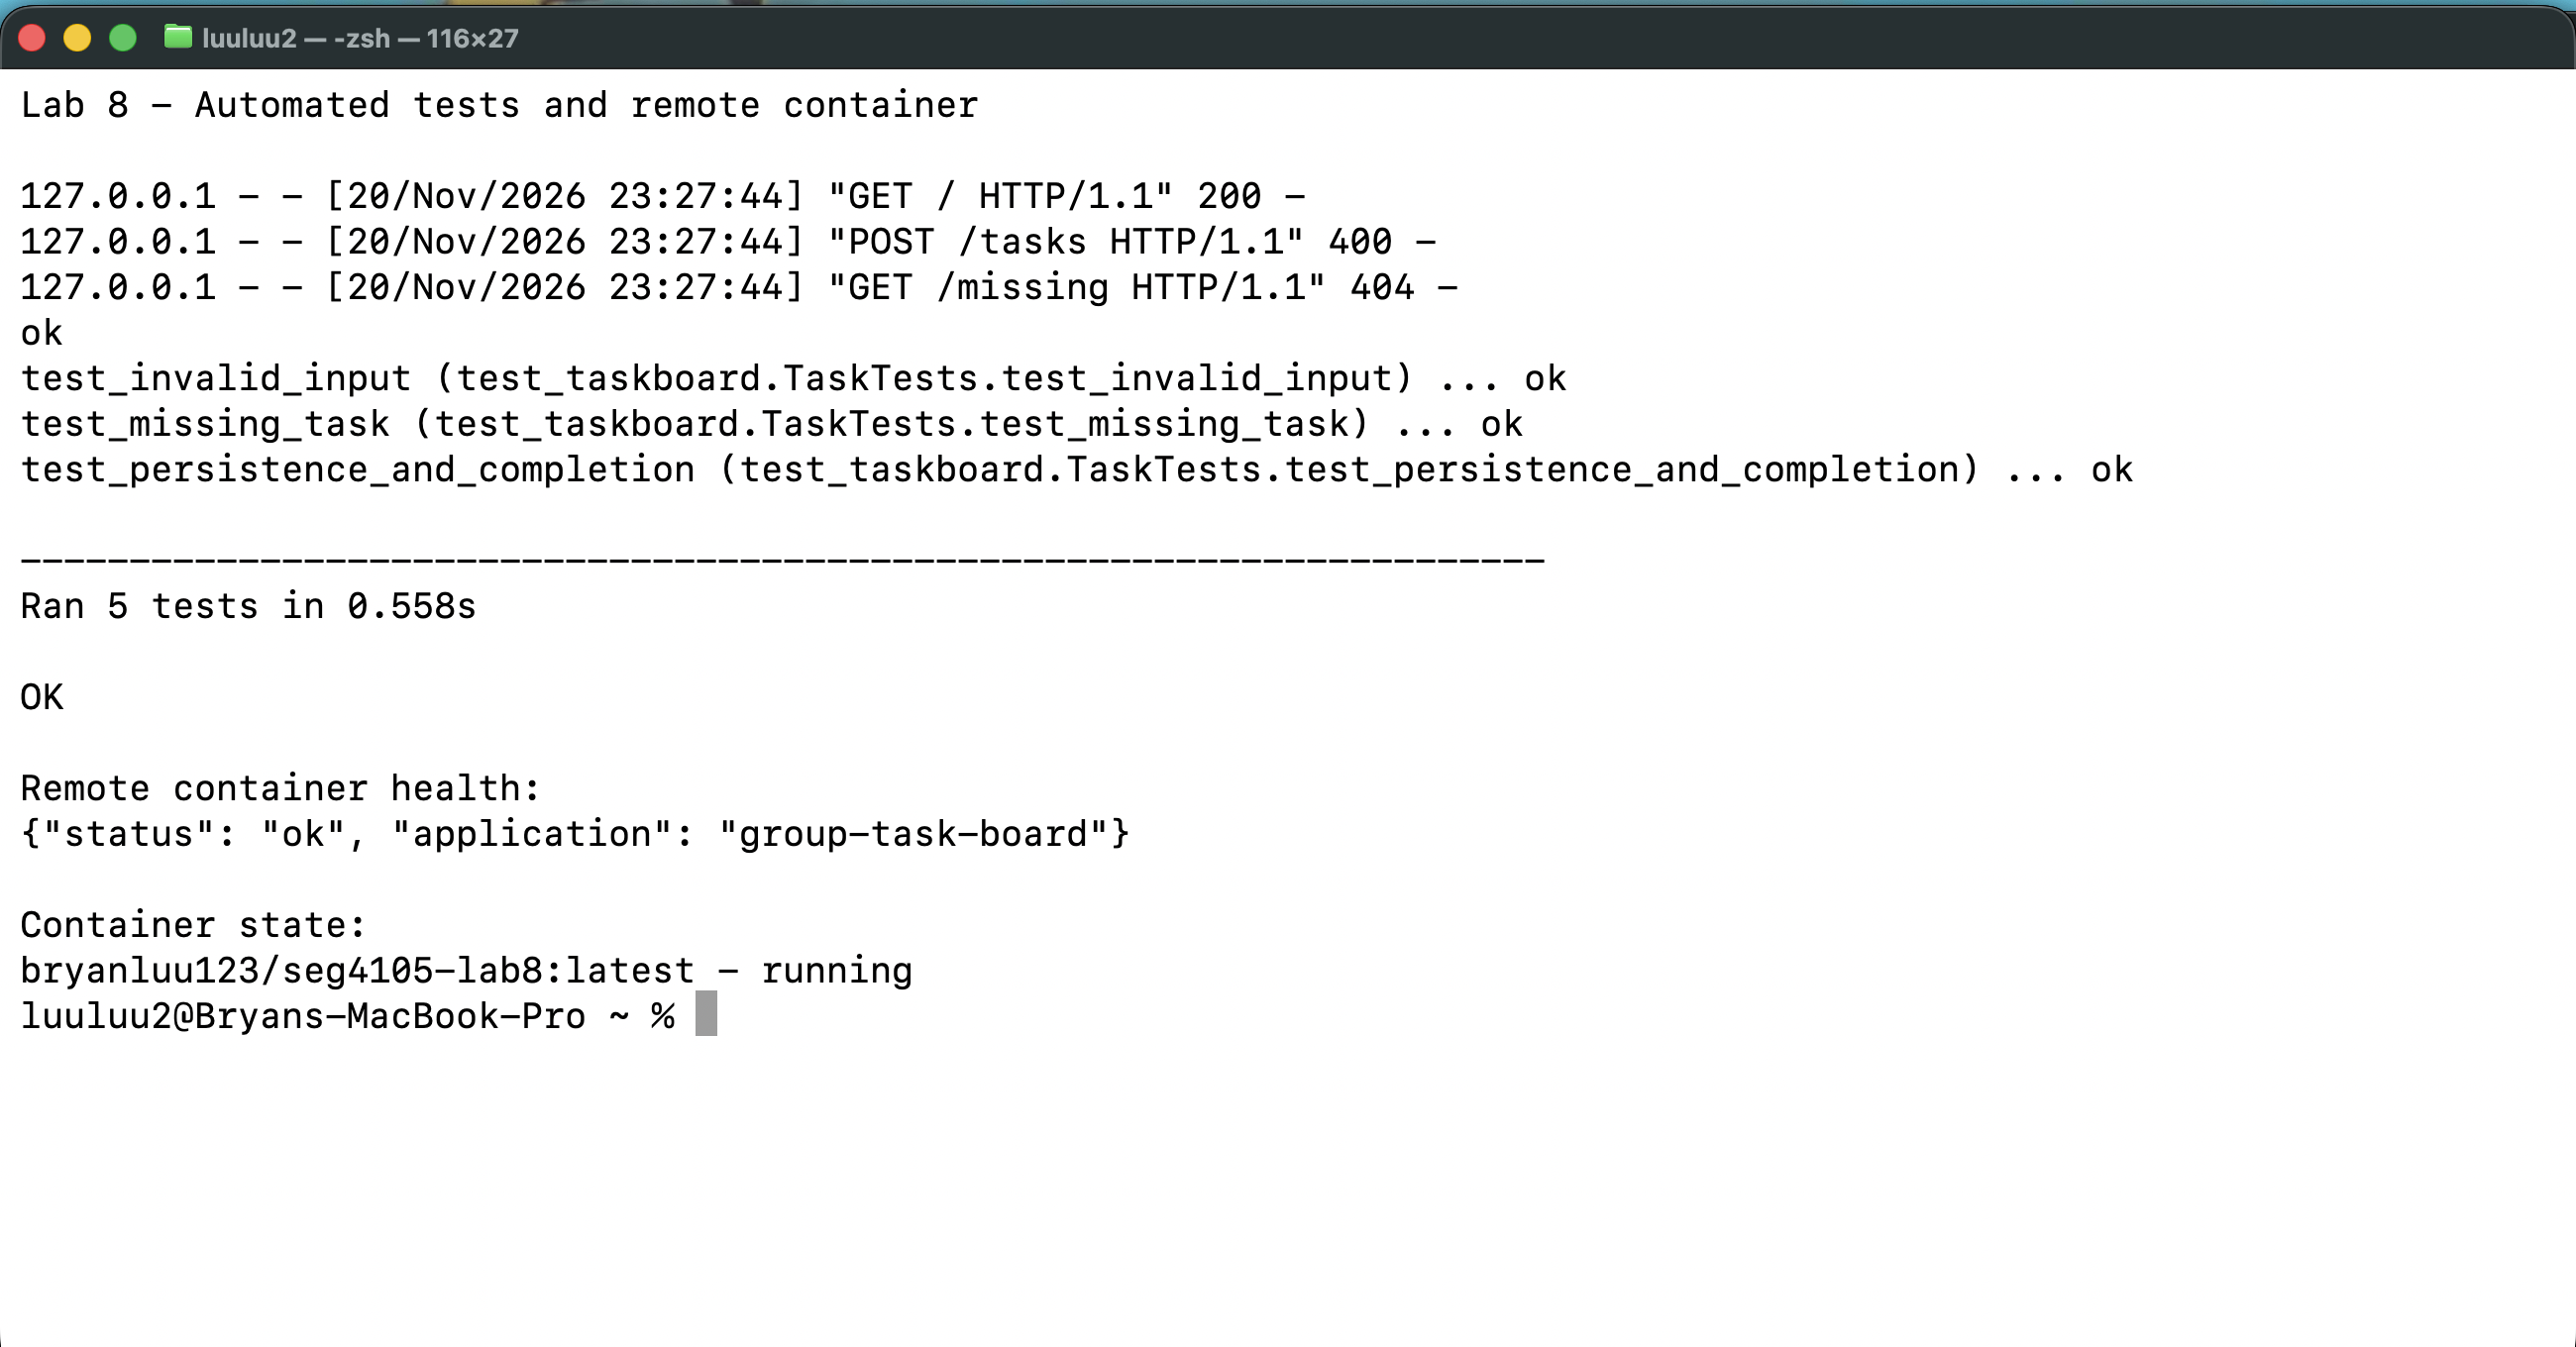 luuluu2 — -zsh — 116×27
Lab 8 - Automated tests and remote container
127.0.0.1 - - [20/Nov/2026 23:27:44] "GET / HTTP/1.1" 200 -
127.0.0.1 - - [20/Nov/2026 23:27:44] "POST /tasks HTTP/1.1" 400 -
127.0.0.1 - - [20/Nov/2026 23:27:44] "GET /missing HTTP/1.1" 404 -
ok
test_invalid_input (test_taskboard.TaskTests.test_invalid_input) ... ok
test_missing_task (test_taskboard.TaskTests.test_missing_task) ... ok
test_persistence_and_completion (test_taskboard.TaskTests.test_persistence_and_completion) ... ok
----------------------------------------------------------------------
Ran 5 tests in 0.558s
OK
Remote container health:
{"status": "ok", "application": "group-task-board"}
Container state:
bryanluu123/seg4105-lab8:latest - running
luuluu2@Bryans-MacBook-Pro ~ %